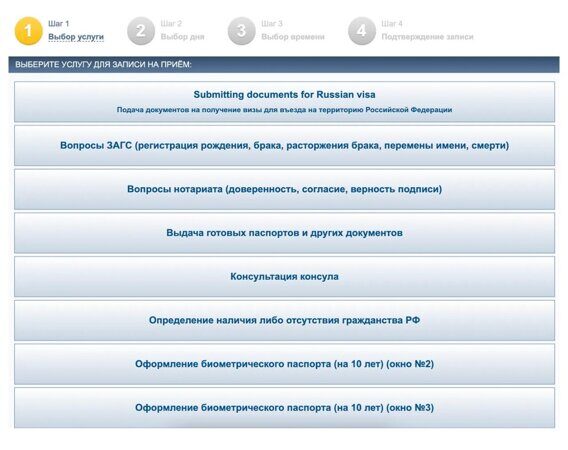 1
Шаг 1
Выбор услуги
2
Шаг 2
Выбор дня
3
Шаг 3
Выбор времени
4
Шаг 4
Подтверждение записи
ВЫБЕРИТЕ УСЛУГУ ДЛЯ ЗАПИСИ НА ПРИЁМ:
Submitting documents for Russian visa
Подача документов на получение визы для въезда на территорию Российской Федерации
Вопросы ЗАГС (регистрация рождения, брака, расторжения брака, перемены имени, смерти)
Вопросы нотариата (доверенность, согласие, верность подписи)
Выдача готовых паспортов и других документов
Консультация консула
Определение наличия либо отсутствия гражданства РФ
Оформление биометрического паспорта (на 10 лет) (окно №2)
Оформление биометрического паспорта (на 10 лет) (окно №3)